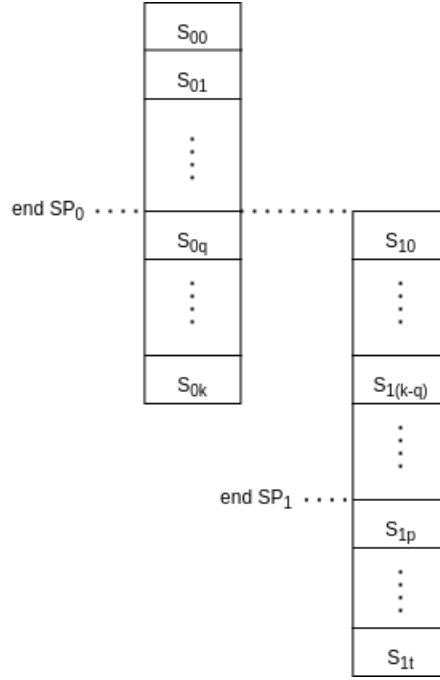 S00
S01
end SP0
S0q
S10
S0k
S1(k-q)
end SP1
S1p
S1t